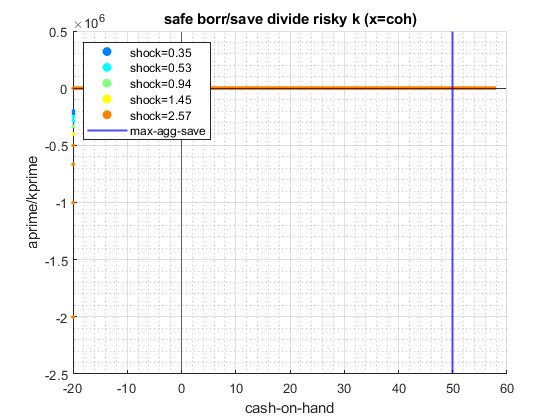 safe borr/save divide risky k (x=coh)
×10⁶
0.5
0
-0.5
-1
-1.5
-2
-2.5
aprime/kprime
shock=0.35
shock=0.53
shock=0.94
shock=1.45
shock=2.57
max-agg-save
-20
-10
0
10
20
30
40
50
60
cash-on-hand